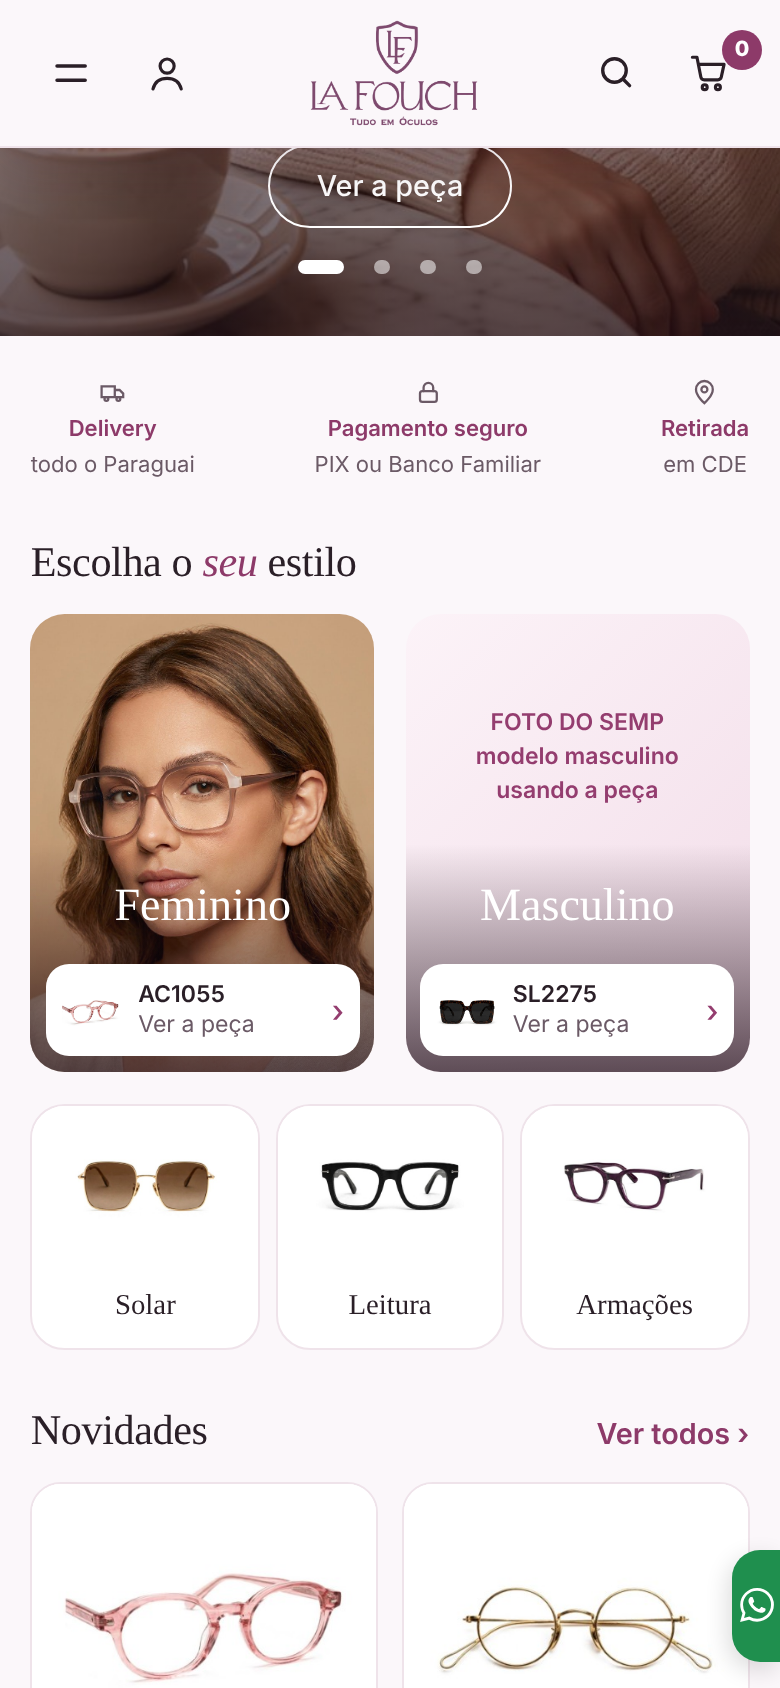 LF
LA FOUCH
TUDO EM ÓCULOS
0
Ver a peça
Delivery
todo o Paraguai
Pagamento seguro
PIX ou Banco Familiar
Retirada
em CDE
Escolha o seu estilo
Feminino
AC1055
Ver a peça
›
FOTO DO SEMP
modelo masculino
usando a peça
Masculino
SL2275
Ver a peça
›
Solar
Leitura
Armações
Novidades
Ver todos ›